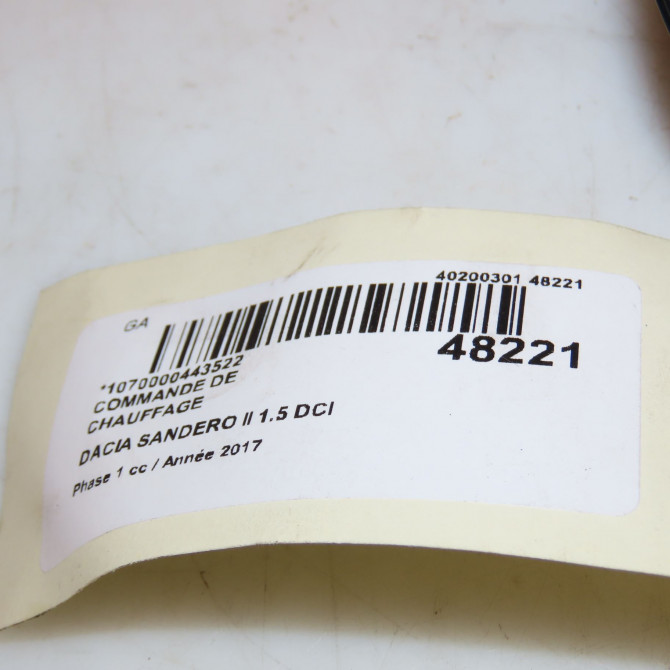 40200301 48221
GA
48221
*1070000443522
COMMANDE DE
CHAUFFAGE
DACIA SANDERO II 1.5 DCI
Phase 1 cc / Année 2017